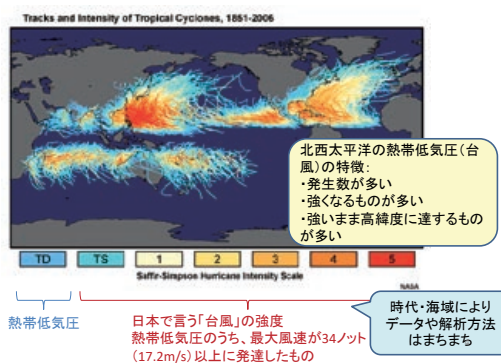 Tracks and Intensity of Tropical Cyclones, 1851-2006
北西太平洋の熱帯低気圧(台
風)の特徴:
・発生数が多い
・強くなるものが多い
・強いまま高緯度に達するもの
が多い
TD TS 1 2 3 4 5
Saffir-Simpson Hurricane Intensity Scale
NASA
熱帯低気圧
日本で言う「台風」の強度
熱帯低気圧のうち、最大風速が34ノット
(17.2m/s)以上に発達したもの
時代・海域により
データや解析方法
はまちまち